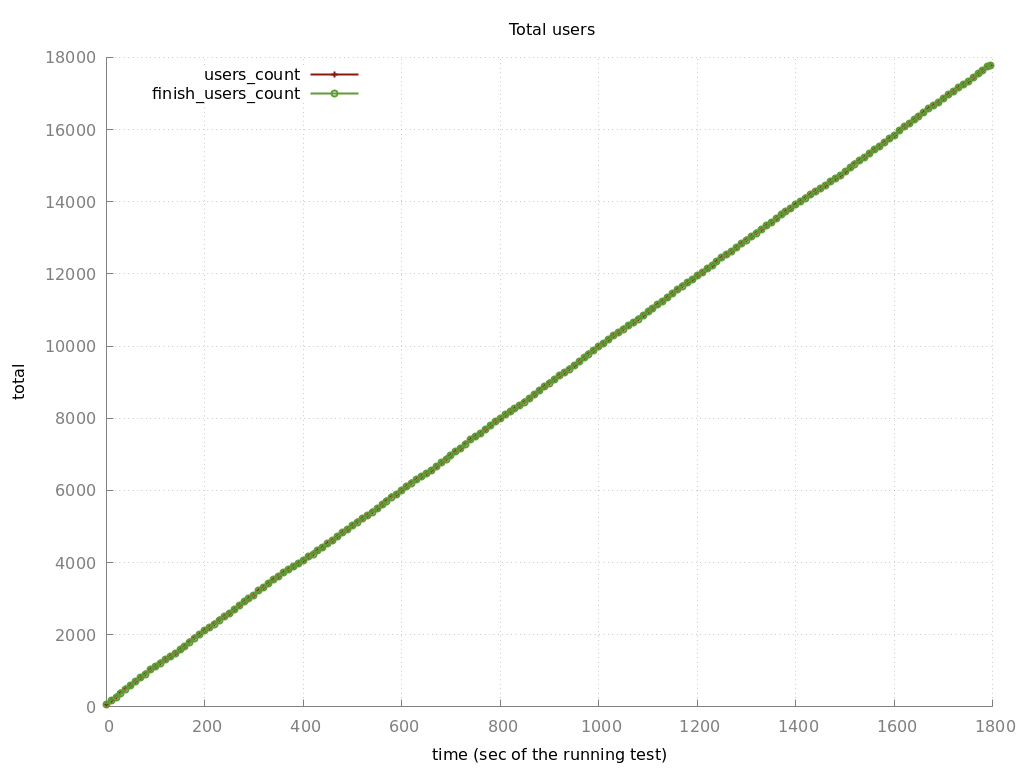 Total users
users_count
finish_users_count
18000
16000
14000
12000
10000
8000
6000
4000
2000
0
total
0 200 400 600 800 1000 1200 1400 1600 1800
time (sec of the running test)